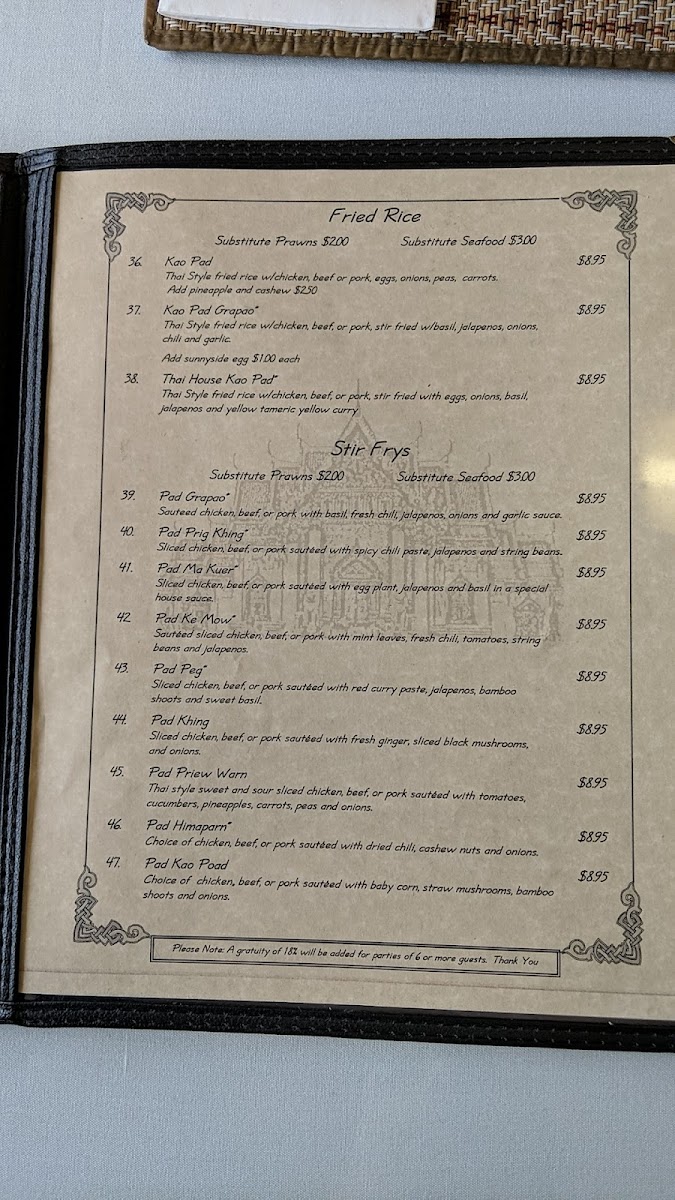 Fried Rice
Substitute Prawns $2.00 Substitute Seafood $3.00
36. Kao Pad $8.95
Thai Style fried rice w/chicken, beef or pork, eggs, onions, peas, carrots.
Add pineapple and cashew $2.50
37. Kao Pad Grapao* $8.95
Thai Style fried rice w/chicken, beef, or pork, stir fried w/basil, jalapenos, onions,
chili and garlic.
Add sunnyside egg $1.00 each
38. Thai House Kao Pad* $8.95
Thai Style fried rice w/chicken, beef, or pork, stir fried with eggs, onions, basil,
jalapenos and yellow tameric yellow curry
Stir Frys
Substitute Prawns $2.00 Substitute Seafood $3.00
39. Pad Grapao* $8.95
Sauteed chicken, beef, or pork with basil, fresh chili, jalapenos, onions and garlic sauce.
40. Pad Prig Khing* $8.95
Sliced chicken, beef, or pork sautéed with spicy chili paste, jalapenos and string beans.
41. Pad Ma Kuer* $8.95
Sliced chicken, beef, or pork sautéed with egg plant, jalapenos and basil in a special
house sauce.
42. Pad Ke Mow* $8.95
Sautéed sliced chicken, beef, or pork with mint leaves, fresh chili, tomatoes, string
beans and jalapenos.
43. Pad Peg* $8.95
Sliced chicken, beef, or pork sautéed with red curry paste, jalapenos, bamboo
shoots and sweet basil.
44. Pad Khing $8.95
Sliced chicken, beef, or pork sautéed with fresh ginger, sliced black mushrooms,
and onions.
45. Pad Priew Warn $8.95
Thai style sweet and sour sliced chicken, beef, or pork sautéed with tomatoes,
cucumbers, pineapples, carrots, peas and onions.
46. Pad Himaparn* $8.95
Choice of chicken, beef, or pork sautéed with dried chili, cashew nuts and onions.
47. Pad Kao Poad $8.95
Choice of chicken, beef, or pork sautéed with baby corn, straw mushrooms, bamboo
shoots and onions.
Please Note: A gratuity of 18% will be added for parties of 6 or more guests. Thank You